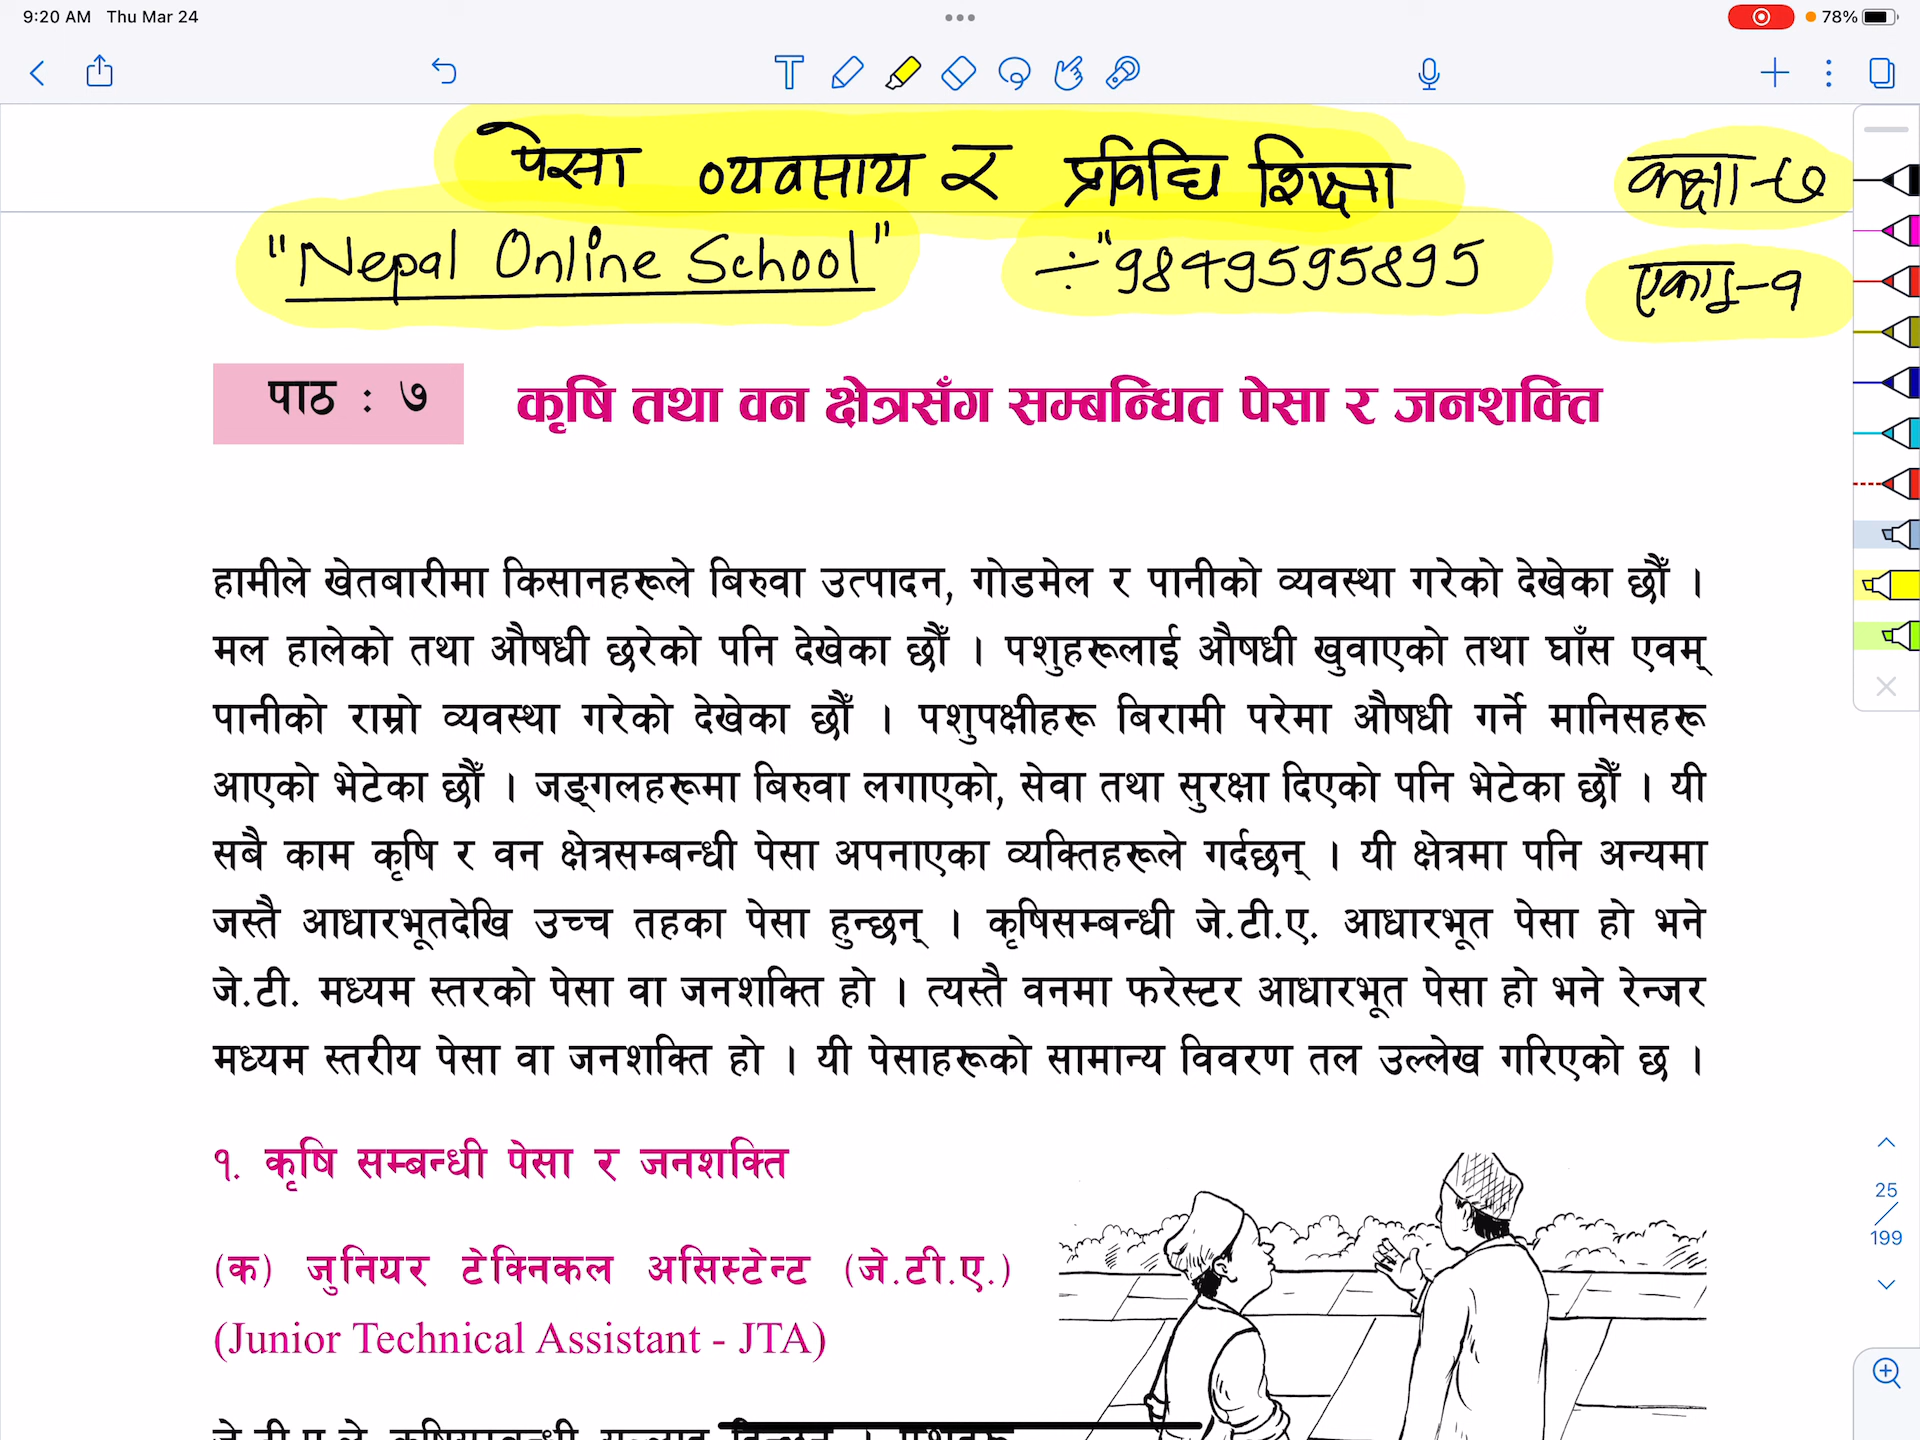 9:20 AM Thu Mar 24
78%
पेसा व्यवसाय र प्रविधि शिक्षा
कक्षा-७
"Nepal Online School" ÷"9849595895
एकाइ-१
पाठ : ७
कृषि तथा वन क्षेत्रसँग सम्बन्धित पेसा र जनशक्ति
हामीले खेतबारीमा किसानहरूले बिरुवा उत्पादन, गोडमेल र पानीको व्यवस्था गरेको देखेका छौँ ।
मल हालेको तथा औषधी छरेको पनि देखेका छौँ । पशुहरूलाई औषधी खुवाएको तथा घाँस एवम्
पानीको राम्रो व्यवस्था गरेको देखेका छौँ । पशुपक्षीहरू बिरामी परेमा औषधी गर्ने मानिसहरू
आएको भेटेका छौँ । जङ्गलहरूमा बिरुवा लगाएको, सेवा तथा सुरक्षा दिएको पनि भेटेका छौँ । यी
सबै काम कृषि र वन क्षेत्रसम्बन्धी पेसा अपनाएका व्यक्तिहरूले गर्दछन् । यी क्षेत्रमा पनि अन्यमा
जस्तै आधारभूतदेखि उच्च तहका पेसा हुन्छन् । कृषिसम्बन्धी जे.टी.ए. आधारभूत पेसा हो भने
जे.टी. मध्यम स्तरको पेसा वा जनशक्ति हो । त्यस्तै वनमा फरेस्टर आधारभूत पेसा हो भने रेन्जर
मध्यम स्तरीय पेसा वा जनशक्ति हो । यी पेसाहरूको सामान्य विवरण तल उल्लेख गरिएको छ ।
१. कृषि सम्बन्धी पेसा र जनशक्ति
(क) जुनियर टेक्निकल असिस्टेन्ट (जे.टी.ए.)
(Junior Technical Assistant - JTA)
25
199